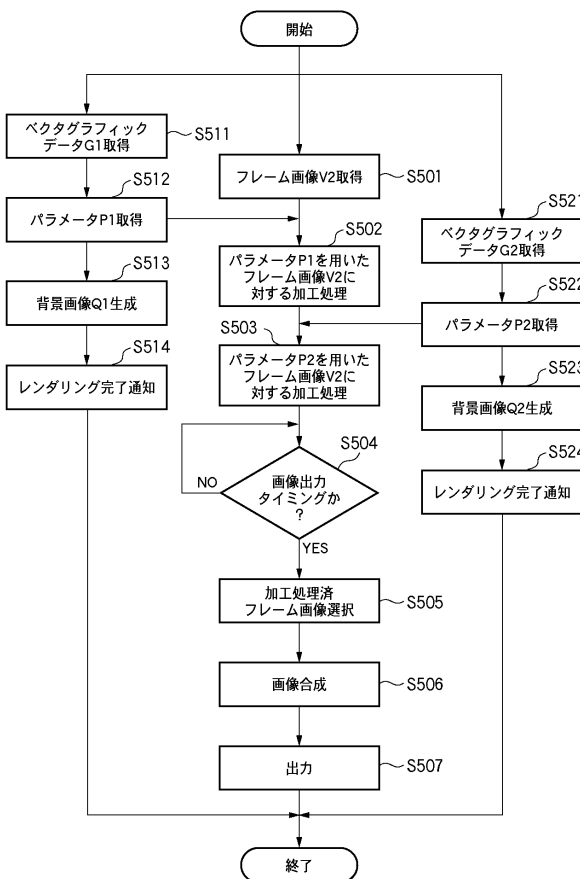 開始
ベクタグラフィック
データG1取得
S511
S512
パラメータP1取得
S513
背景画像Q1生成
S514
レンダリング完了通知
フレーム画像V2取得
S501
S502
パラメータP1を用いた
フレーム画像V2に
対する加工処理
S503
パラメータP2を用いた
フレーム画像V2に
対する加工処理
S504
画像出力
タイミングか
?
NO
YES
加工処理済
フレーム画像選択
S505
画像合成
S506
出力
S507
S521
ベクタグラフィック
データG2取得
S522
パラメータP2取得
S523
背景画像Q2生成
S524
レンダリング完了通知
終了